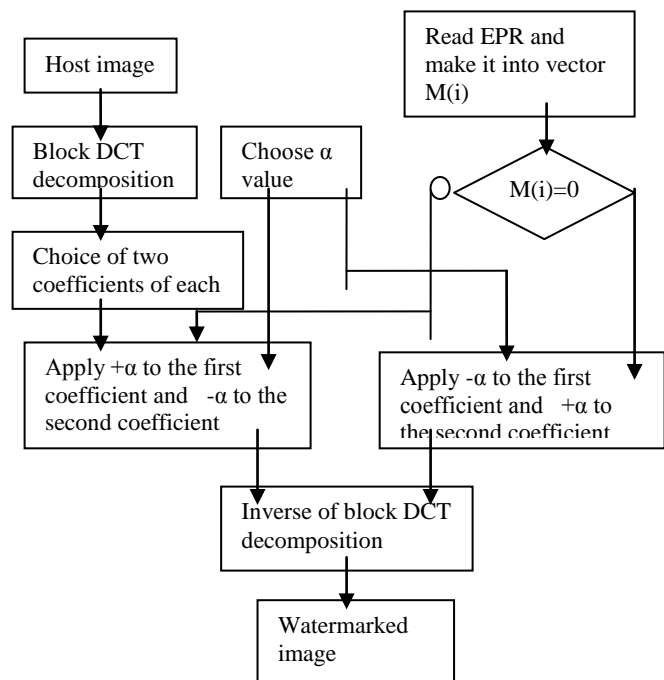 Host image
Read EPR and
make it into vector
M(i)
Block DCT
decomposition
Choose α
value
M(i)=0
Choice of two
coefficients of each
Apply +α to the first
coefficient and -α to the
second coefficient
Apply -α to the first
coefficient and +α to
the second coefficient
Inverse of block DCT
decomposition
Watermarked
image